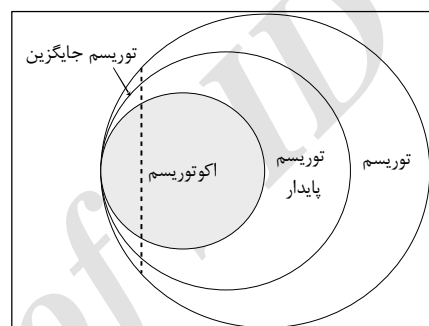 توریسم جایگزین
اکوتوریسم
توریسم
پایدار
توریسم